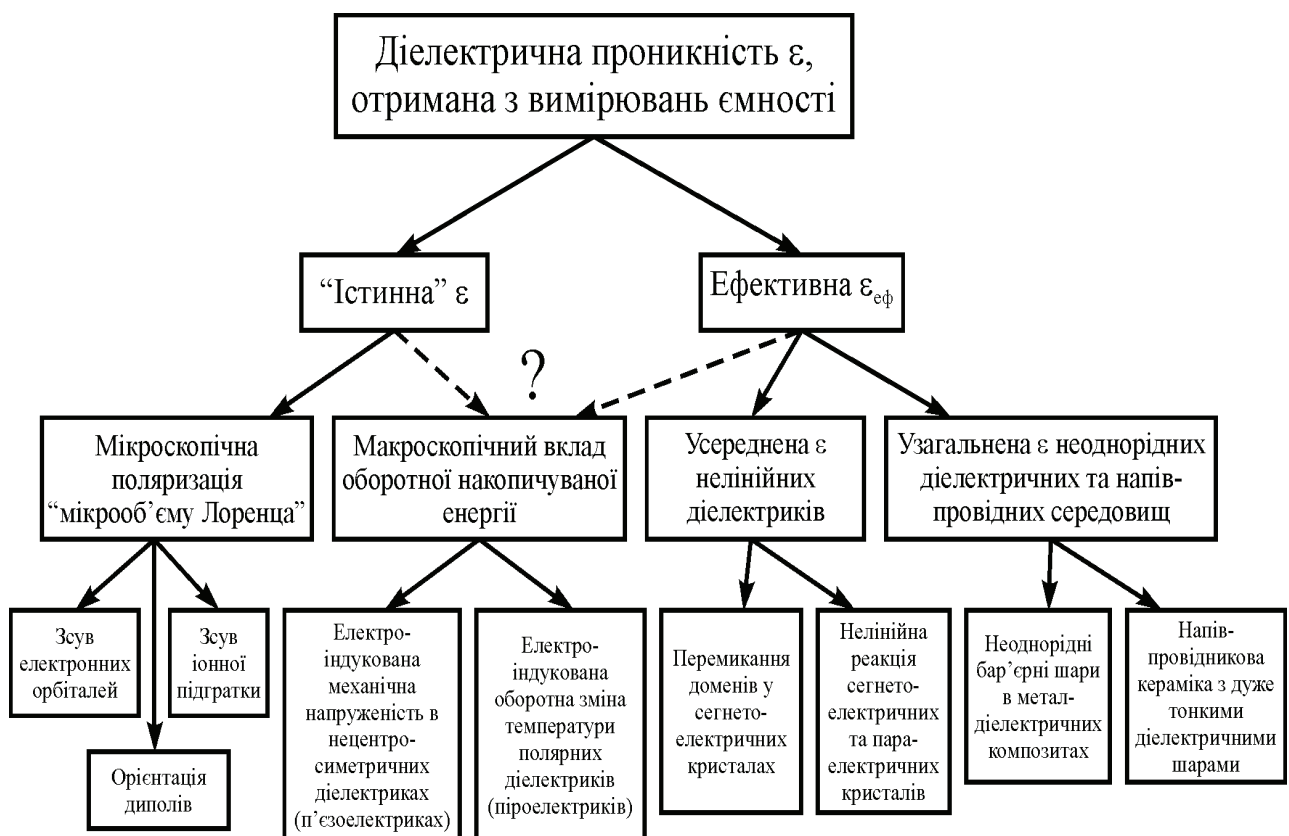 Діелектрична проникність ε,
отримана з вимірювань ємності
“Істинна” ε
Ефективна εеф
?
Мікроскопічна
поляризація
“мікрооб’єму Лоренца”
Макроскопічний вклад
оборотної накопичуваної
енергії
Усереднена ε
нелінійних
діелектриків
Узагальнена ε неоднорідних
діелектричних та напів-
провідних середовищ
Зсув
електронних
орбіталей
Зсув
іонної
підгратки
Орієнтація
диполів
Електро-
індукована
механічна
напруженість в
нецентро-
симетричних
діелектриках
(п’єзоелектриках)
Електро-
індукована
оборотна зміна
температури
полярних
діелектриків
(піроелектриків)
Перемикання
доменів у
сегнето-
електричних
кристалах
Нелінійна
реакція
сегнето-
електричних
та пара-
електричних
кристалів
Неоднорідні
бар’єрні шари
в метал-
діелектричних
композитах
Напів-
провідникова
кераміка з дуже
тонкими
діелектричними
шарами